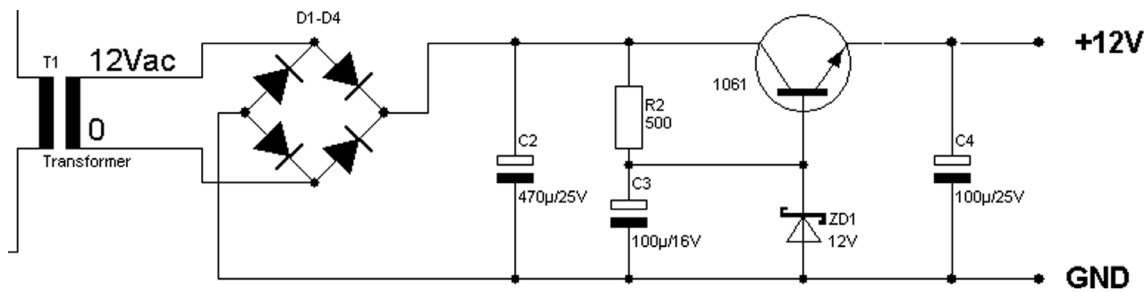 D1-D4
T1
12Vac
0
Transformer
+12V
1061
R2
500
C2
470µ/25V
C3
100µ/16V
ZD1
12V
C4
100µ/25V
GND